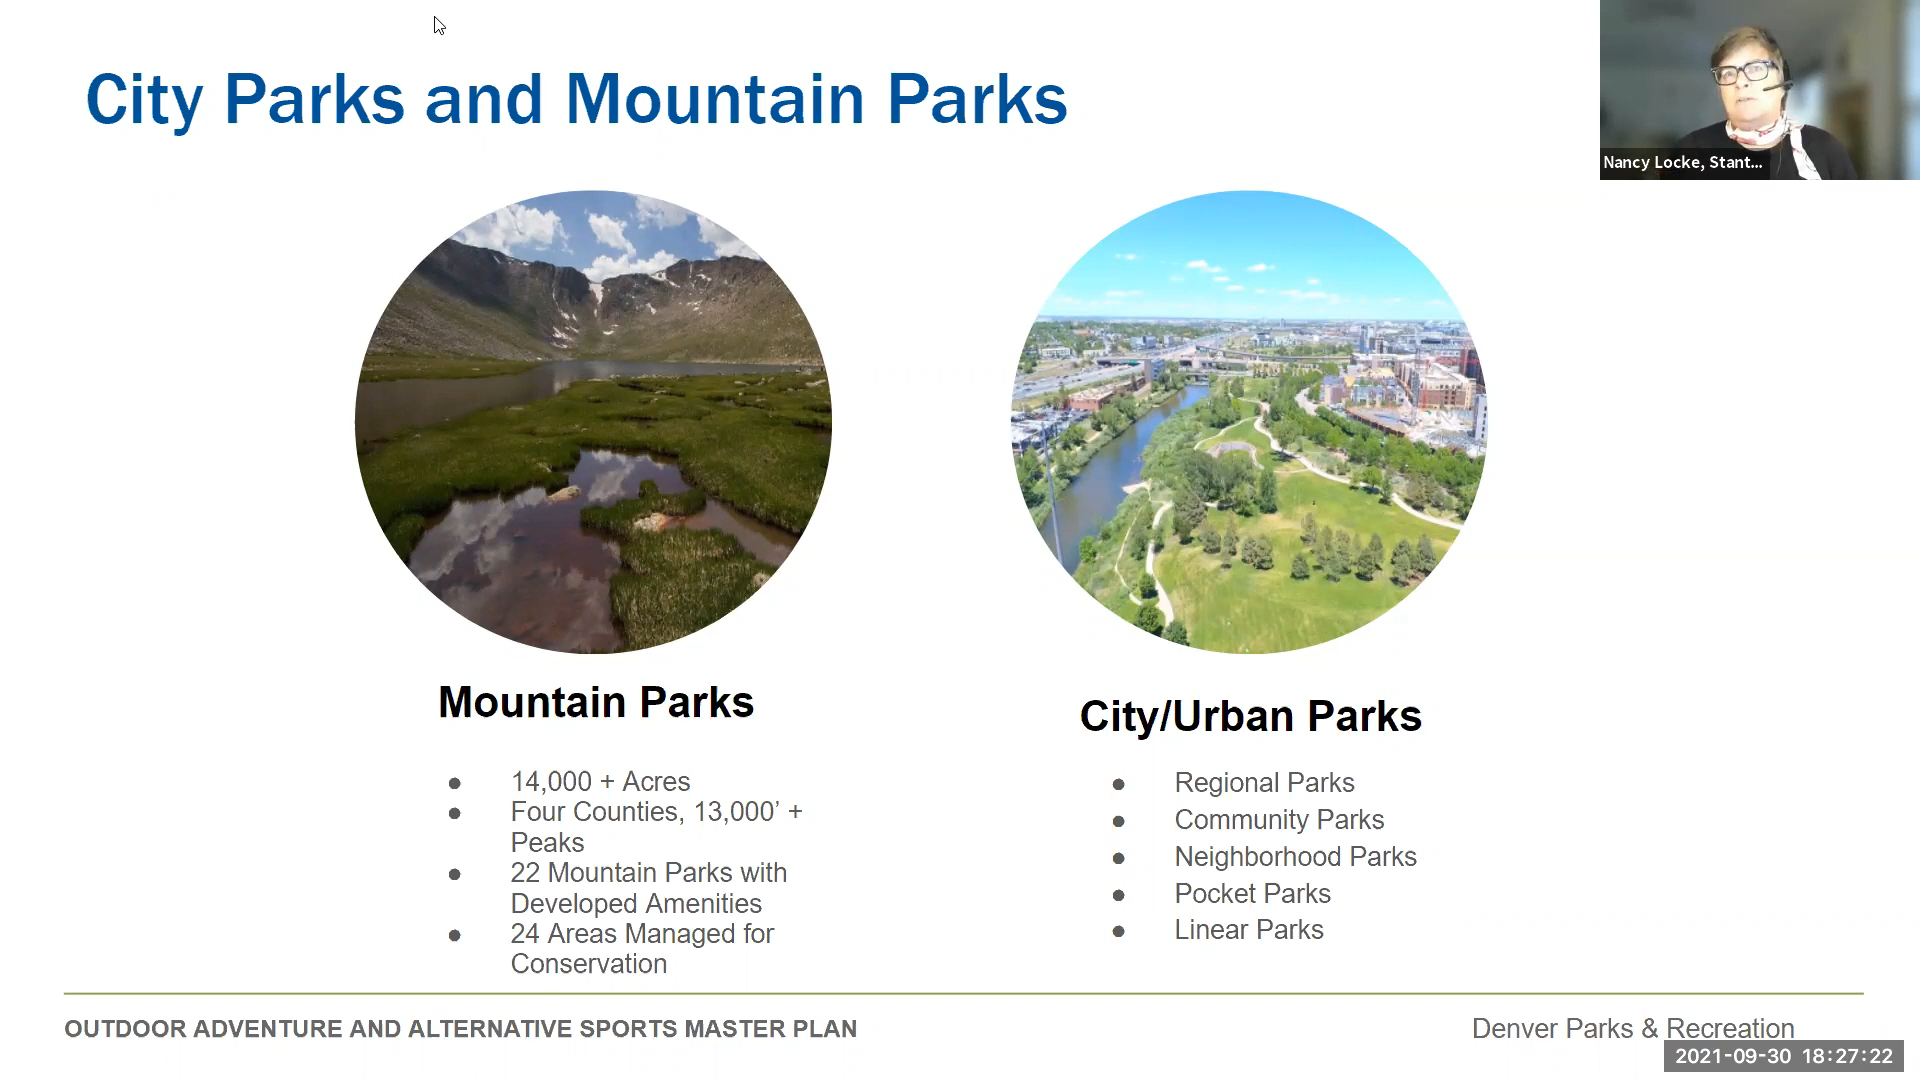 City Parks and Mountain Parks
Nancy Locke, Stant...
Mountain Parks
● 14,000 + Acres
● Four Counties, 13,000’ +
Peaks
● 22 Mountain Parks with
Developed Amenities
● 24 Areas Managed for
Conservation
City/Urban Parks
● Regional Parks
● Community Parks
● Neighborhood Parks
● Pocket Parks
● Linear Parks
OUTDOOR ADVENTURE AND ALTERNATIVE SPORTS MASTER PLAN
Denver Parks & Recreation
2021-09-30 18:27:22